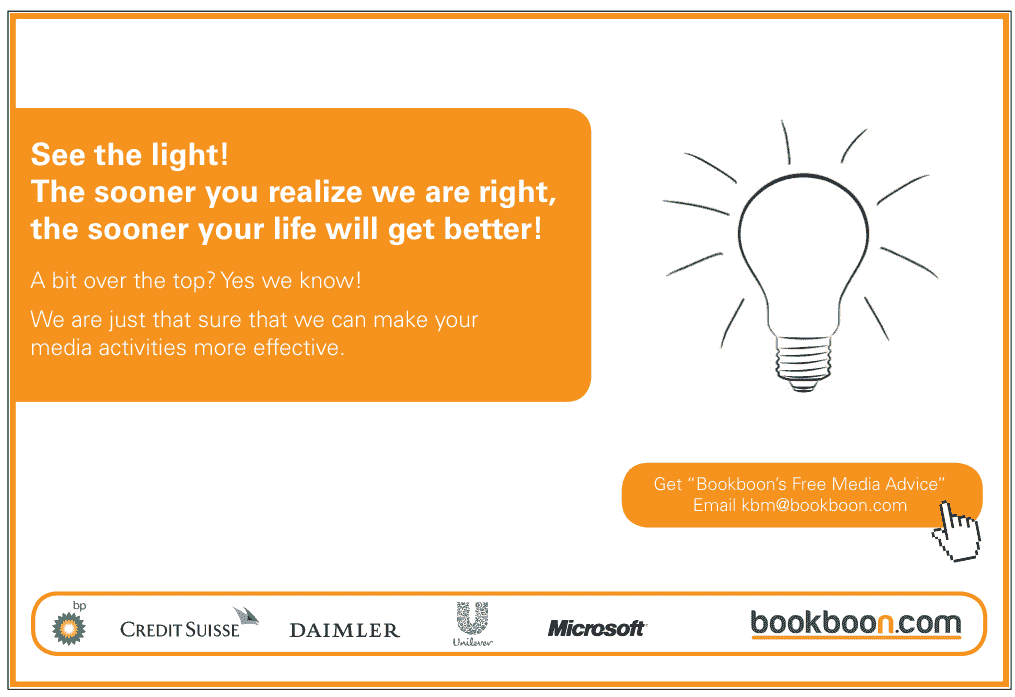 See the light!
The sooner you realize we are right,
the sooner your life will get better!
A bit over the top? Yes we know!
We are just that sure that we can make your
media activities more effective.
Get “Bookboon’s Free Media Advice”
Email kbm@bookboon.com
bp
CREDIT SUISSE
DAIMLER
Unilever
Microsoft
bookboon.com